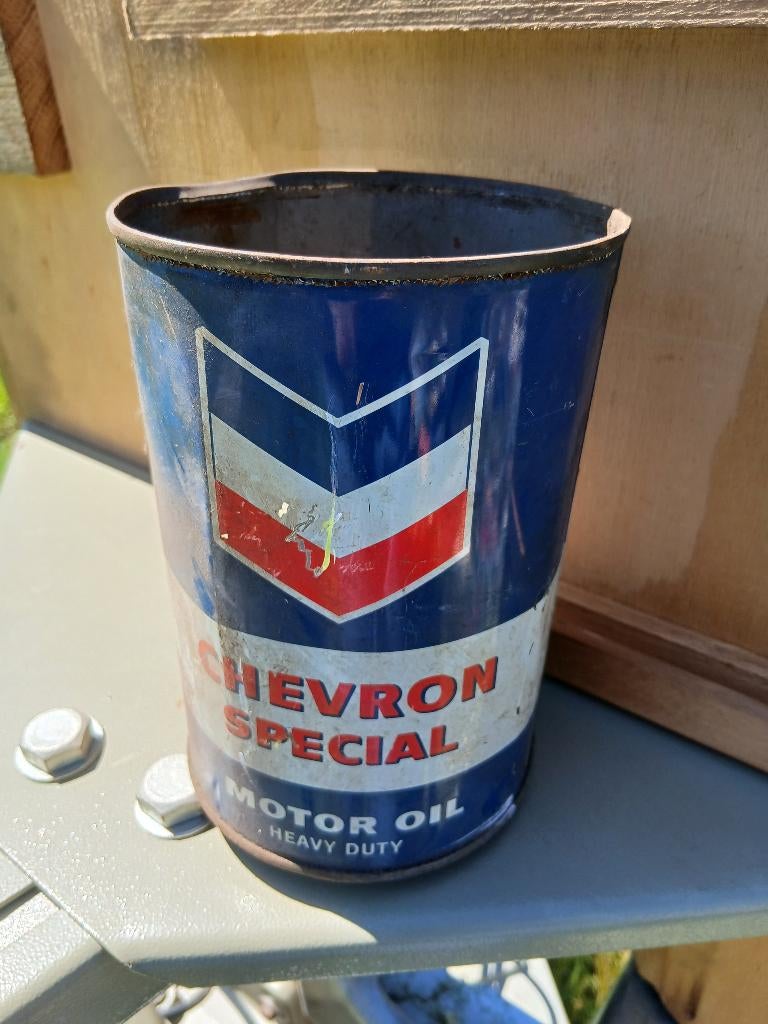 CHEVRON
SPECIAL
MOTOR OIL
HEAVY DUTY